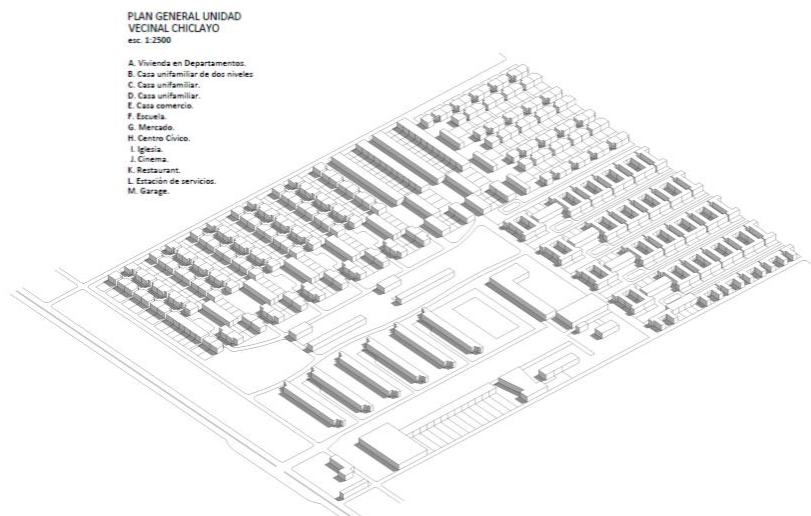 PLAN GENERAL UNIDAD
VECINAL CHICLAYO
esc. 1:2500
A. Vivienda en Departamentos.
B. Casa unifamiliar de dos niveles
C. Casa unifamiliar.
D. Casa unifamiliar.
E. Casa comercio.
F. Escuela.
G. Mercado.
H. Centro Cívico.
I. Iglesia.
J. Cinema.
K. Restaurant.
L. Estación de servicios.
M. Garage.